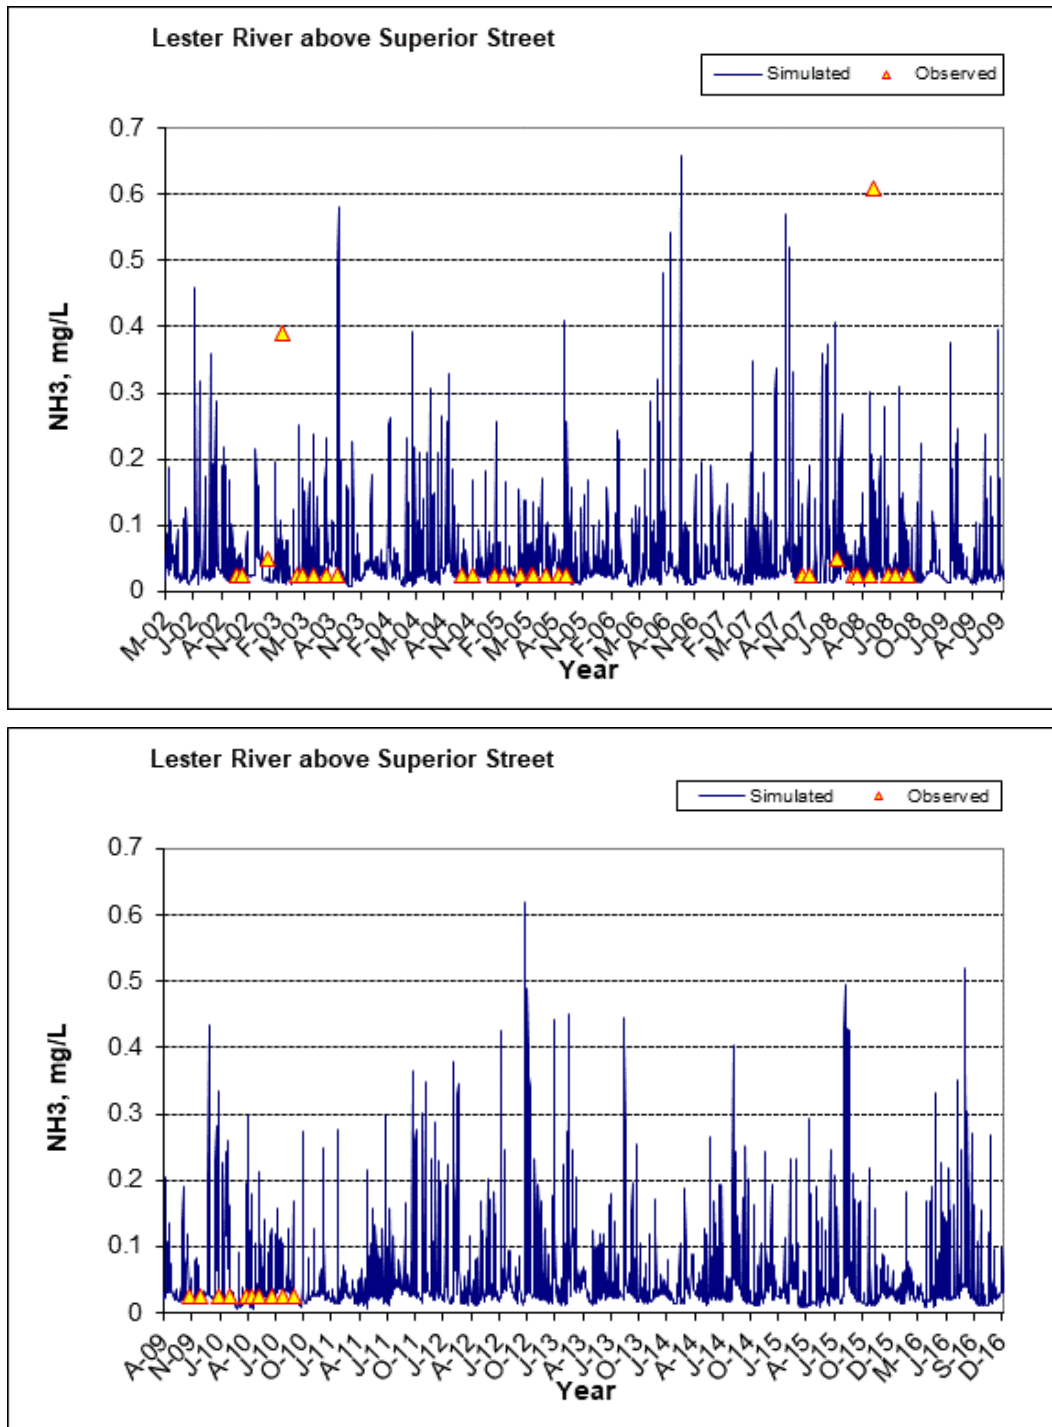 Lester River above Superior Street
Simulated Observed
0.7
0.6
0.5
0.4
0.3
0.2
0.1
0
NH3, mg/L
M-02 J-02 A-02 N-02 F-03 M-03 A-03 N-03 F-04 M-04 A-04 N-04 F-05 M-05 A-05 N-05 F-06 M-06 A-06 N-06 F-07 M-07 A-07 N-07 J-08 A-08 J-08 O-08 J-09 A-09 J-09
Year
Lester River above Superior Street
Simulated Observed
0.7
0.6
0.5
0.4
0.3
0.2
0.1
0
NH3, mg/L
A-09 N-09 J-10 A-10 J-10 O-10 J-11 A-11 J-11 O-11 J-12 A-12 J-12 O-12 J-13 A-13 J-13 O-13 J-14 A-14 J-14 O-14 J-15 A-15 J-15 O-15 D-15 M-16 J-16 S-16 D-16
Year